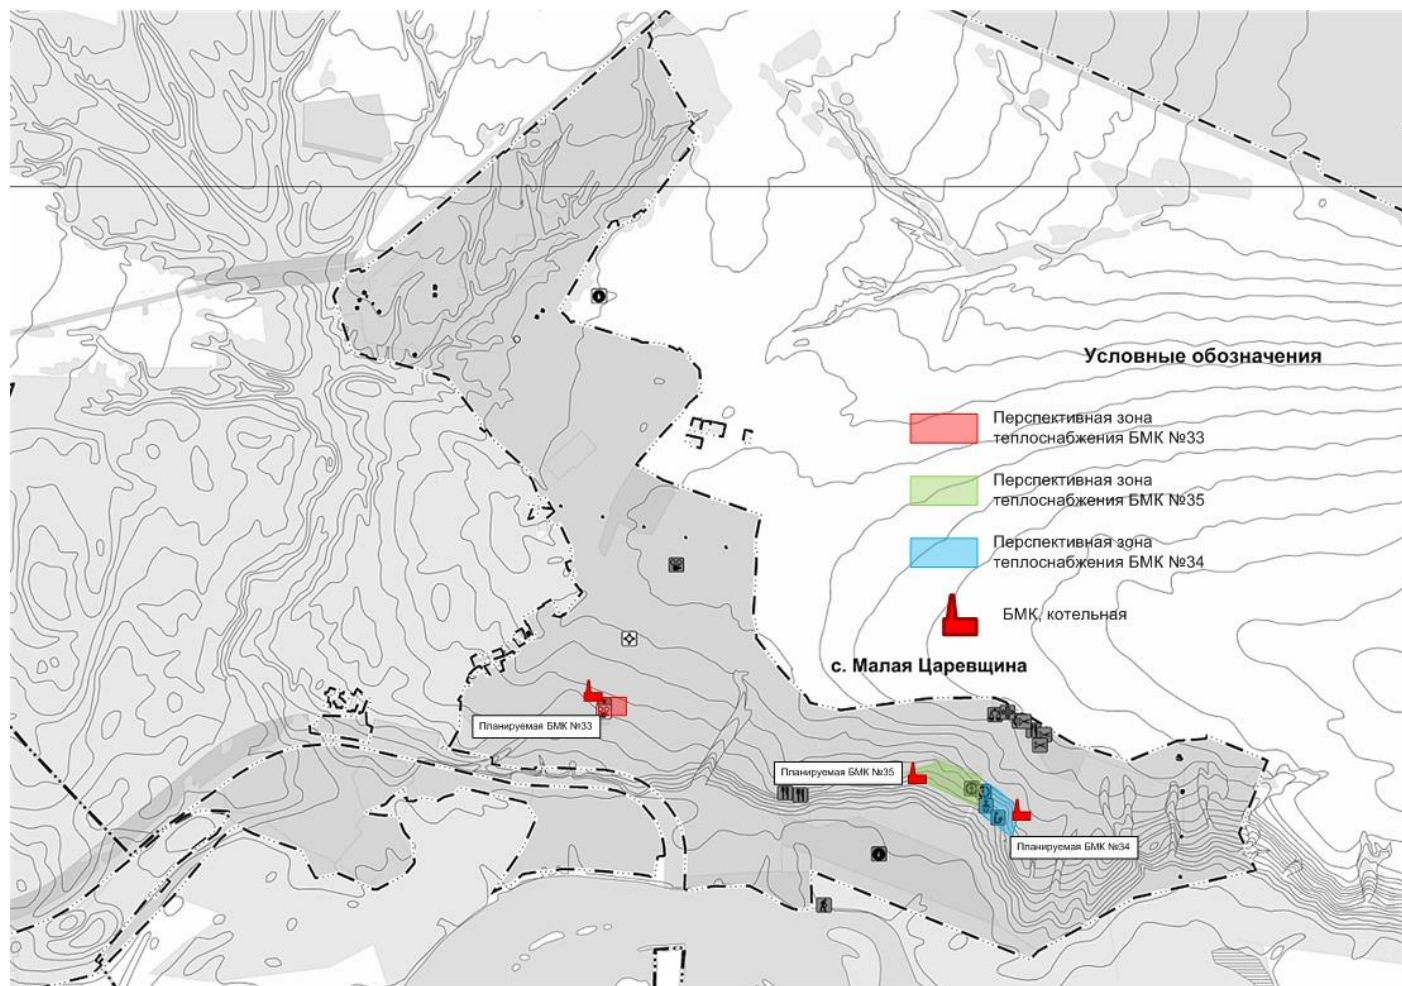 Условные обозначения
Перспективная зона
теплоснабжения БМК №33
Перспективная зона
теплоснабжения БМК №35
Перспективная зона
теплоснабжения БМК №34
БМК, котельная
с. Малая Царевщина
Планируемая БМК №33
Планируемая БМК №35
Планируемая БМК №34